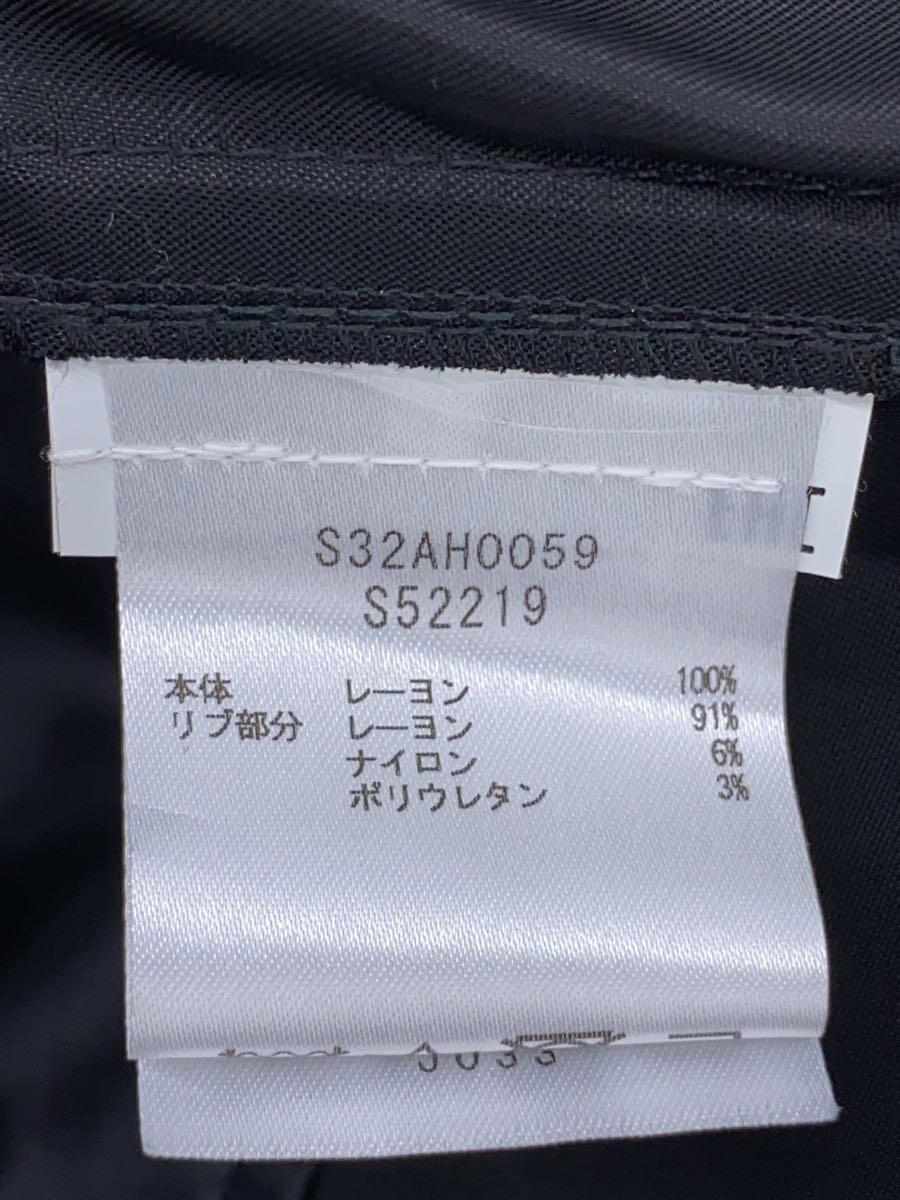 S32AH0059
S52219
本体 レーヨン 100%
リブ部分 レーヨン 91%
ナイロン 6%
ポリウレタン 3%